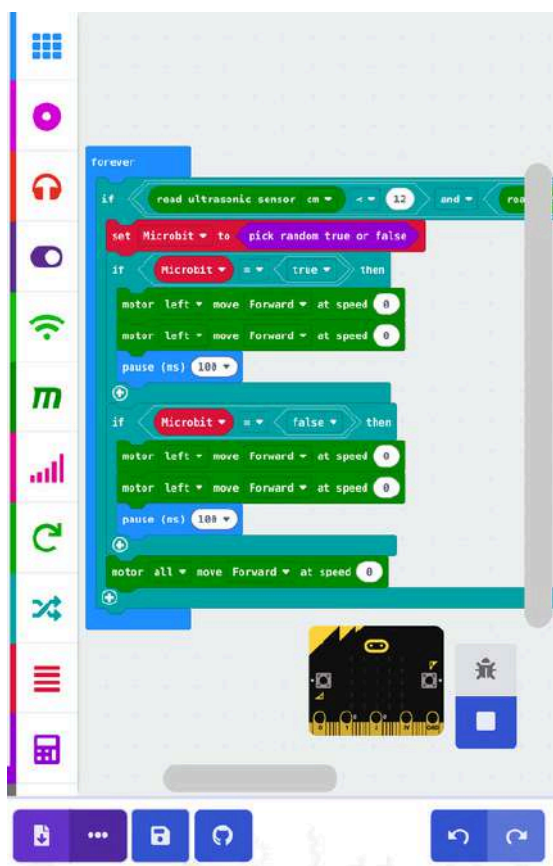 forever
if read ultrasonic sensor cm < 12 and
set Microbit to pick random true or false
if Microbit = true then
motor left move Forward at speed 0
motor left move Forward at speed 0
pause (ms) 100
if Microbit = false then
motor left move Forward at speed 0
motor left move Forward at speed 0
pause (ms) 100
motor all move Forward at speed 0